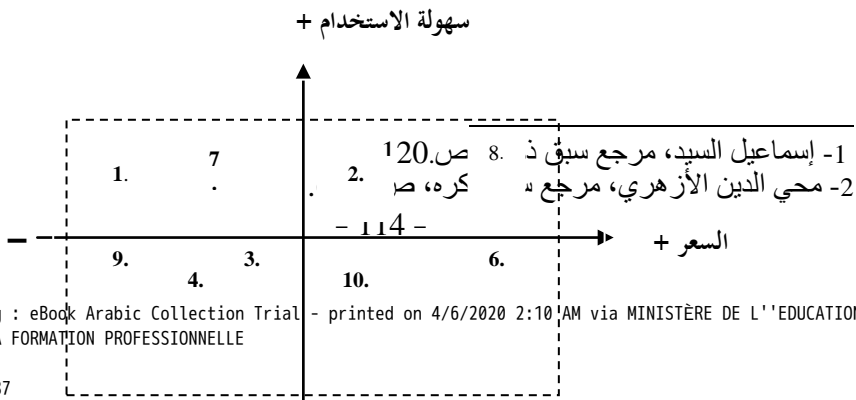 سهولة الاستخدام +
1- إسماعيل السيد، مرجع سبق ذ 8. ص.120
7
1.
2.
2- محي الدين الأزهري، مرجع س كره، ص
- 114 -
السعر +
–
9.
3.
6.
4.
10.
: eBook Arabic Collection Trial - printed on 4/6/2020 2:10 AM via MINISTÈRE DE L''EDUCATION
FORMATION PROFESSIONNELLE
37